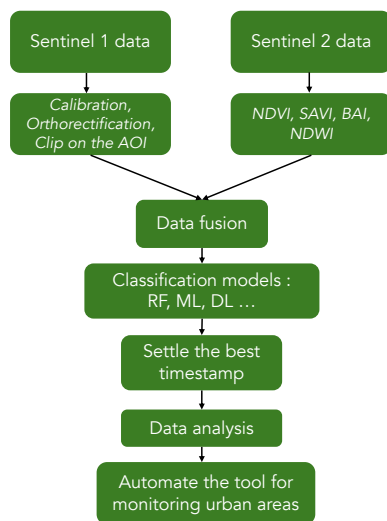 Sentinel 1 data
Sentinel 2 data
Calibration,
Orthorectification,
Clip on the AOI
NDVI, SAVI, BAI,
NDWI
Data fusion
Classification models :
RF, ML, DL ...
Settle the best
timestamp
Data analysis
Automate the tool for
monitoring urban areas